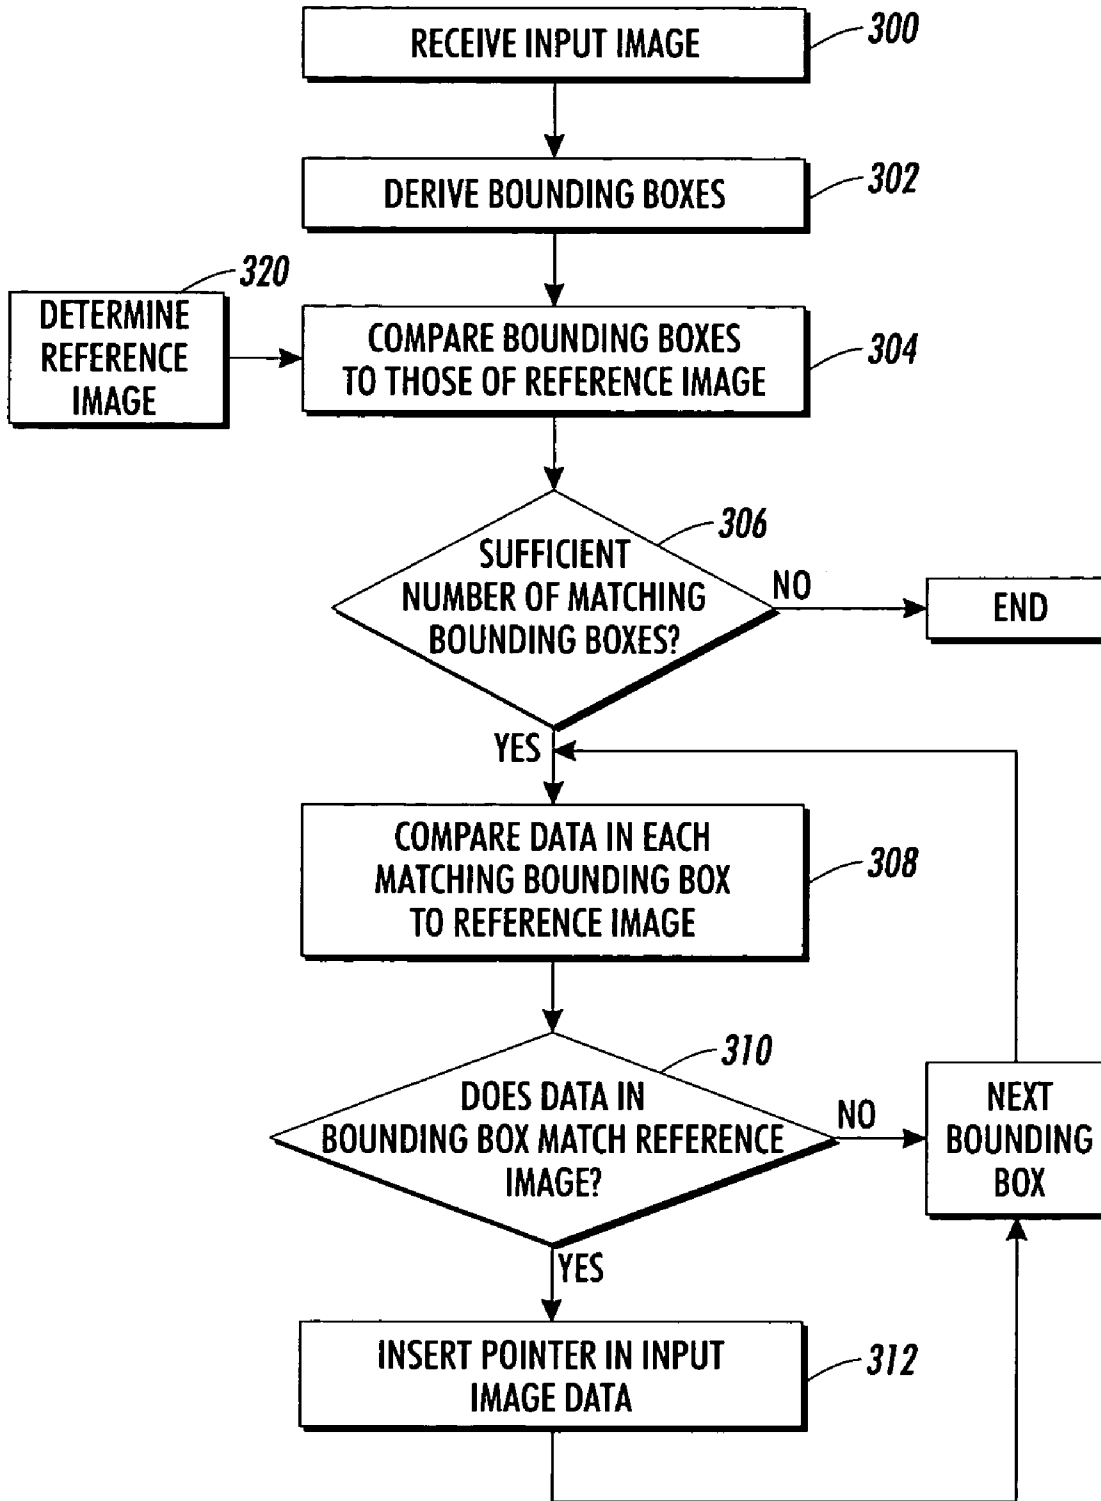 RECEIVE INPUT IMAGE
300
DERIVE BOUNDING BOXES
302
320
DETERMINE
REFERENCE
IMAGE
COMPARE BOUNDING BOXES
TO THOSE OF REFERENCE IMAGE
304
306
SUFFICIENT
NUMBER OF MATCHING
BOUNDING BOXES?
NO
END
YES
COMPARE DATA IN EACH
MATCHING BOUNDING BOX
TO REFERENCE IMAGE
308
310
DOES DATA IN
BOUNDING BOX MATCH REFERENCE
IMAGE?
NO
NEXT
BOUNDING
BOX
YES
INSERT POINTER IN INPUT
IMAGE DATA
312